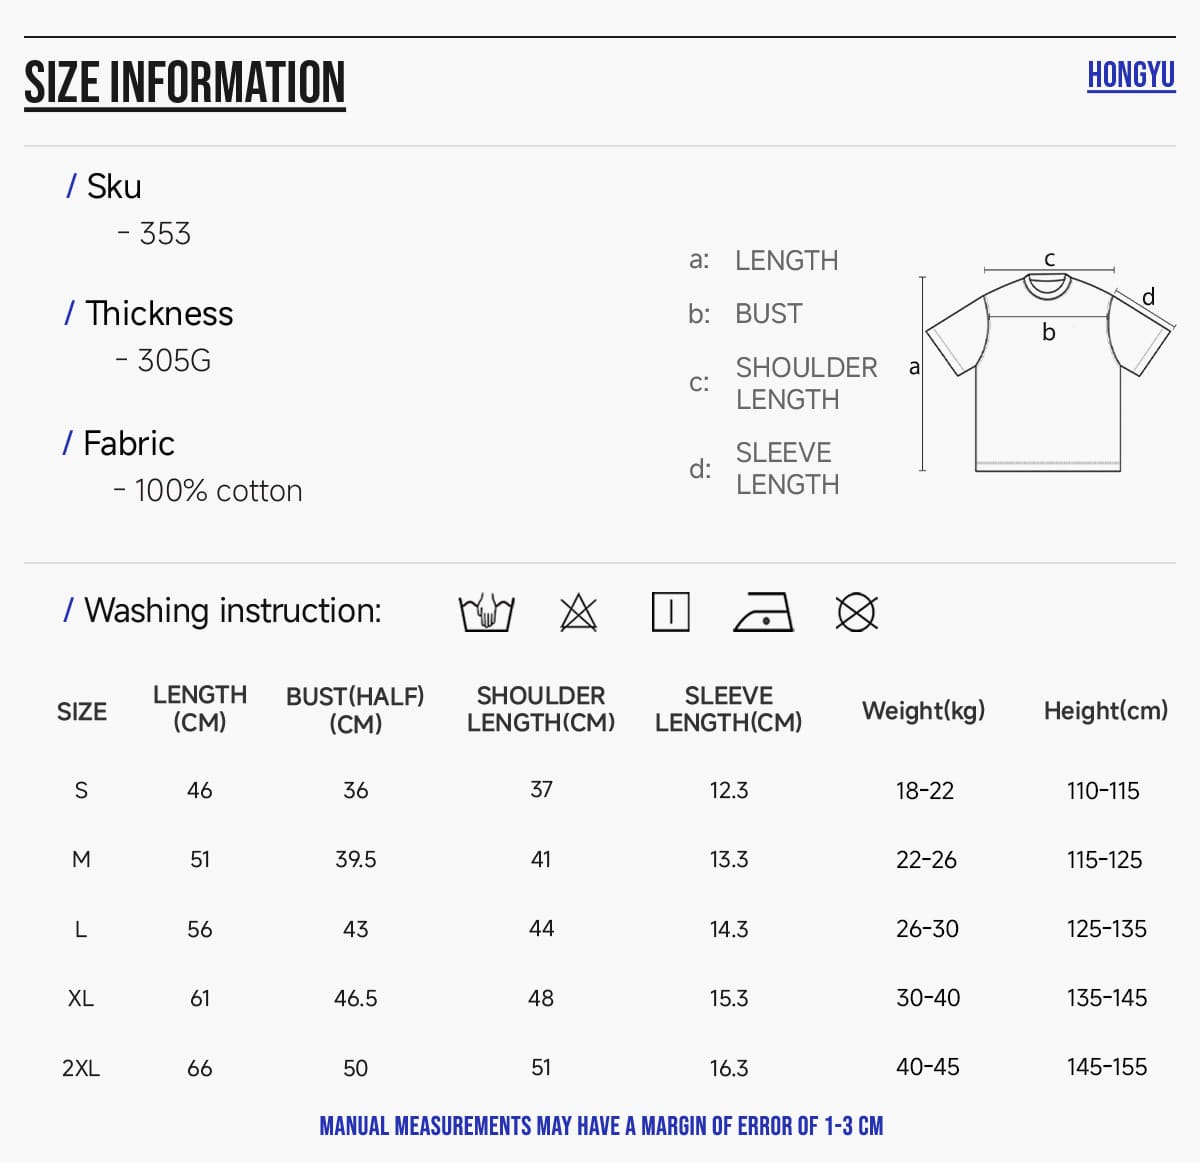 SIZE INFORMATION
HONGYU
/ Sku
- 353
/ Thickness
- 305G
/ Fabric
- 100% cotton
a: LENGTH
b: BUST
c: SHOULDER
LENGTH
d: SLEEVE
LENGTH
c
d
b
a
/ Washing instruction:
SIZE LENGTH (CM) BUST(HALF) (CM) SHOULDER LENGTH(CM) SLEEVE LENGTH(CM) Weight(kg) Height(cm)
S 46 36 37 12.3 18-22 110-115
M 51 39.5 41 13.3 22-26 115-125
L 56 43 44 14.3 26-30 125-135
XL 61 46.5 48 15.3 30-40 135-145
2XL 66 50 51 16.3 40-45 145-155
MANUAL MEASUREMENTS MAY HAVE A MARGIN OF ERROR OF 1-3 CM